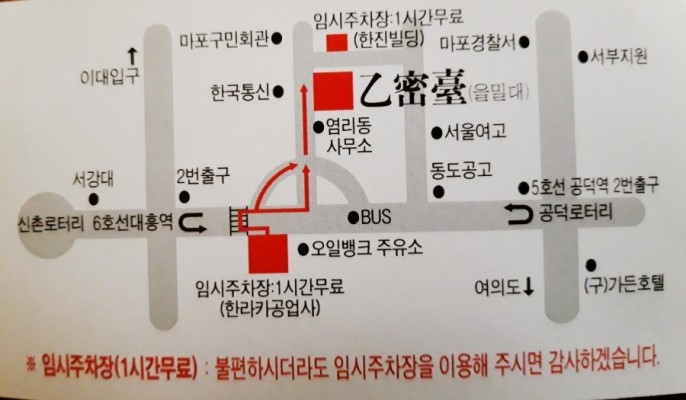 임시주차장:1시간무료
(한진빌딩)
마포구민회관
마포경찰서
서부지원
이대입구
한국통신
乙密臺(을밀대)
염리동
사무소
서울여고
서강대
2번출구
동도공고
5호선 공덕역 2번출구
신촌로터리 6호선대흥역
BUS
공덕로터리
오일뱅크 주유소
임시주차장:1시간무료
(한라카공업사)
여의도
(구)가든호텔
※ 임시주차장(1시간무료) : 불편하시더라도 임시주차장을 이용해 주시면 감사하겠습니다.